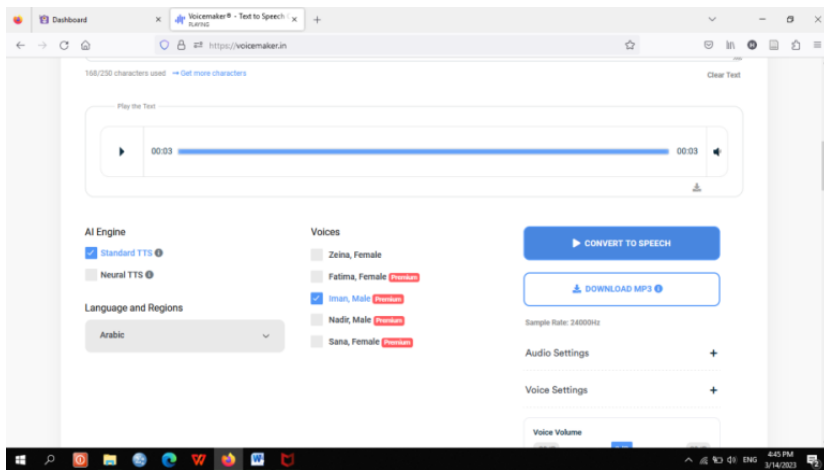 Dashboard
Voicemaker® - Text to Speech
PLAYING
https://voicemaker.in
168/250 characters used → Get more characters
Clear Text
Play the Text
00:03
00:03
AI Engine
Standard TTS
Neural TTS
Language and Regions
Arabic
Voices
Zeina, Female
Fatima, Female Premium
Iman, Male Premium
Nadir, Male Premium
Sana, Female Premium
CONVERT TO SPEECH
DOWNLOAD MP3
Sample Rate: 24000Hz
Audio Settings +
Voice Settings +
Voice Volume
ENG
4:45 PM
3/14/2023